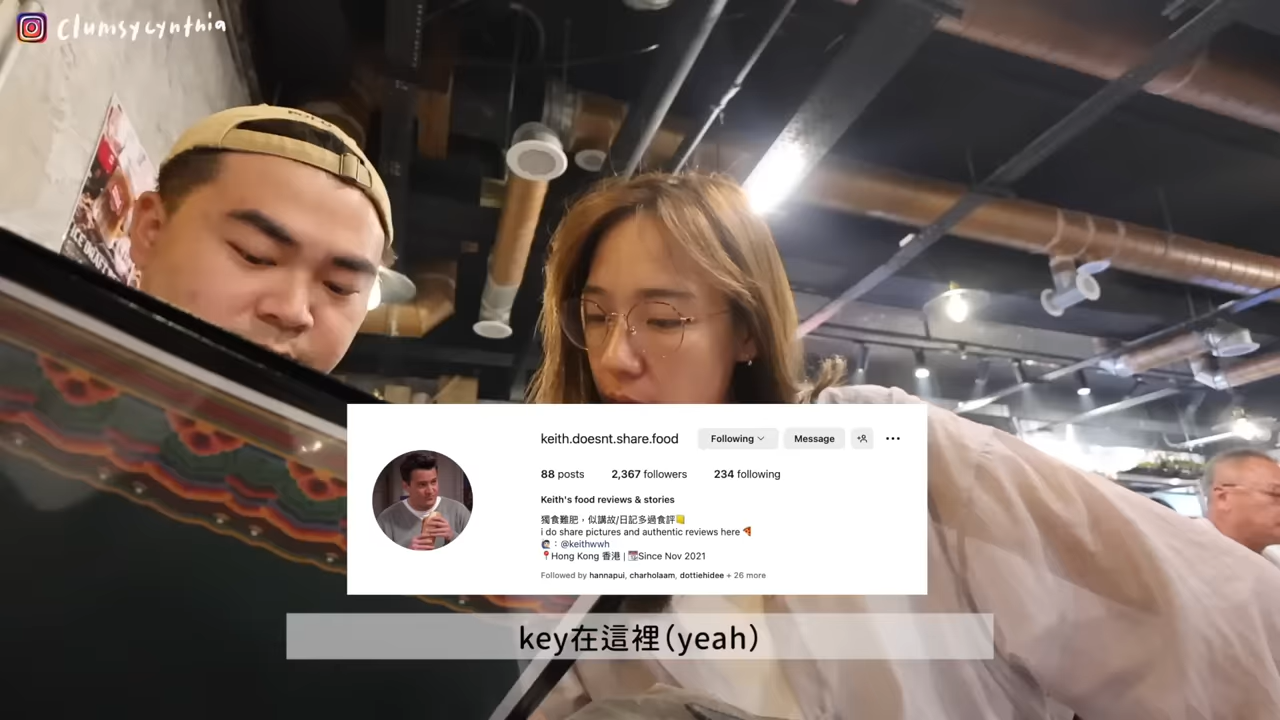 clumsycynthia
keith.doesnt.share.food
Following
Message
88 posts
2,367 followers
234 following
Keith's food reviews & stories
獨食難肥，似講故/日記多過食評
i do share pictures and authentic reviews here 🍕
: @keithwwh
📍Hong Kong 香港 | 📆Since Nov 2021
Followed by hannapui, charholaam, dottiehidee + 26 more
key在這裡（yeah）